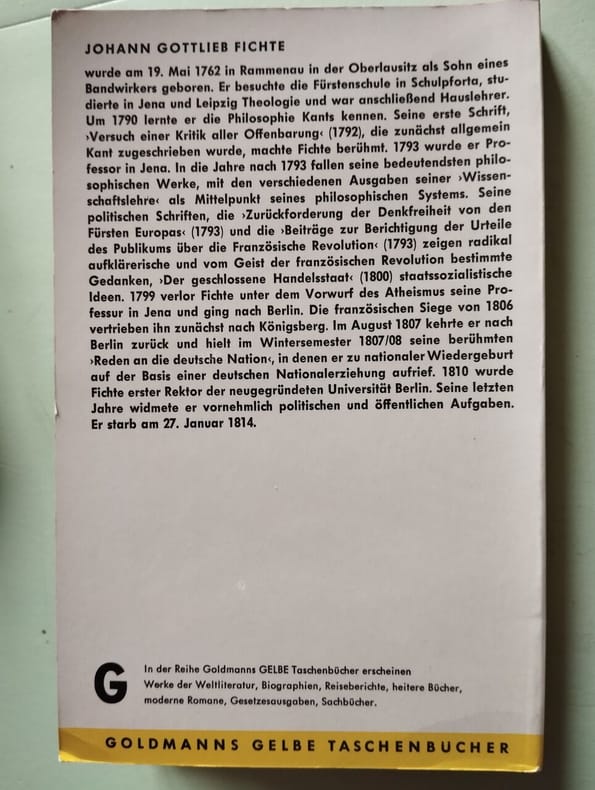 JOHANN GOTTLIEB FICHTE
wurde am 19. Mai 1762 in Rammenau in der Oberlausitz als Sohn eines
Bandwirkers geboren. Er besuchte die Fürstenschule in Schulpforta, stu-
dierte in Jena und Leipzig Theologie und war anschließend Hauslehrer.
Um 1790 lernte er die Philosophie Kants kennen. Seine erste Schrift,
›Versuch einer Kritik aller Offenbarung‹ (1792), die zunächst allgemein
Kant zugeschrieben wurde, machte Fichte berühmt. 1793 wurde er Pro-
fessor in Jena. In die Jahre nach 1793 fallen seine bedeutendsten philo-
sophischen Werke, mit den verschiedenen Ausgaben seiner ›Wissen-
schaftslehre‹ als Mittelpunkt seines philosophischen Systems. Seine
politischen Schriften, die ›Zurückforderung der Denkfreiheit von den
Fürsten Europas‹ (1793) und die ›Beiträge zur Berichtigung der Urteile
des Publikums über die Französische Revolution‹ (1793) zeigen radikal
aufklärerische und vom Geist der französischen Revolution bestimmte
Gedanken, ›Der geschlossene Handelsstaat‹ (1800) staatssozialistische
Ideen. 1799 verlor Fichte unter dem Vorwurf des Atheismus seine Pro-
fessur in Jena und ging nach Berlin. Die französischen Siege von 1806
vertrieben ihn zunächst nach Königsberg. Im August 1807 kehrte er nach
Berlin zurück und hielt im Wintersemester 1807/08 seine berühmten
›Reden an die deutsche Nation‹, in denen er zu nationaler Wiedergeburt
auf der Basis einer deutschen Nationalerziehung aufrief. 1810 wurde
Fichte erster Rektor der neugegründeten Universität Berlin. Seine letzten
Jahre widmete er vornehmlich politischen und öffentlichen Aufgaben.
Er starb am 27. Januar 1814.
G
In der Reihe Goldmanns GELBE Taschenbücher erscheinen
Werke der Weltliteratur, Biographien, Reiseberichte, heitere Bücher,
moderne Romane, Gesetzesausgaben, Sachbücher.
GOLDMANNS GELBE TASCHENBÜCHER